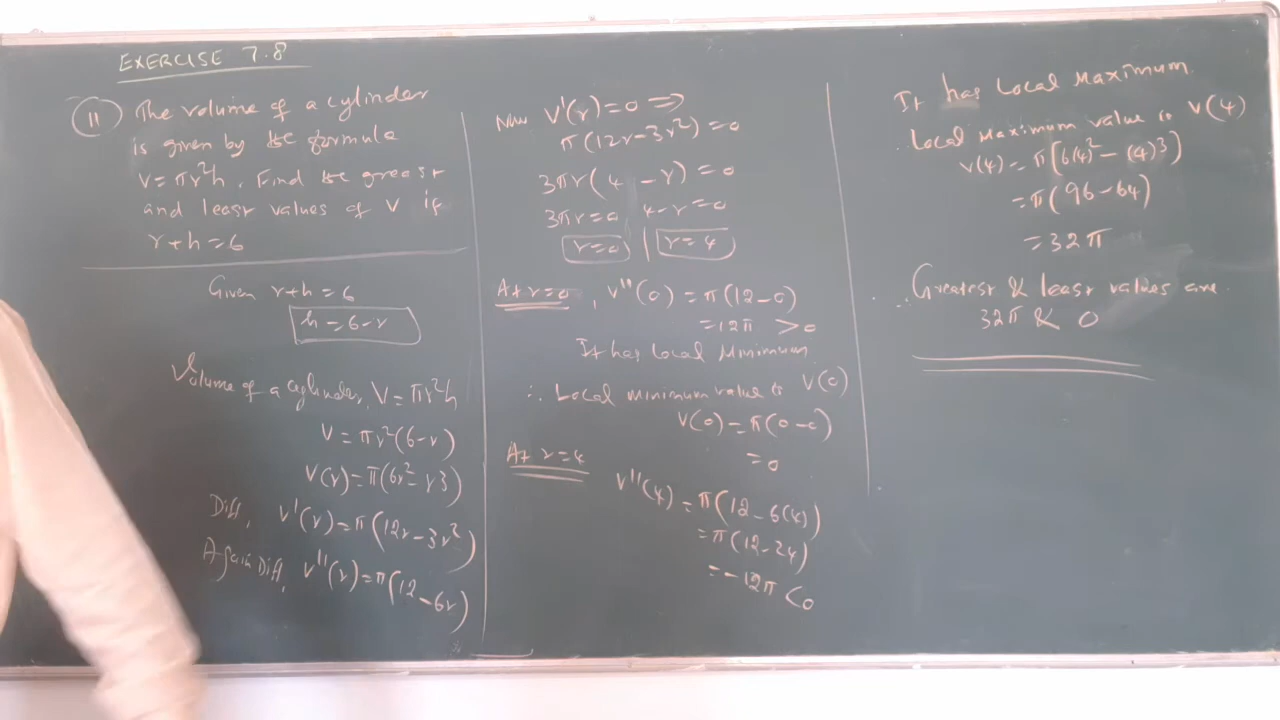 EXERCISE 7.8
11 The volume of a cylinder
is given by the formula
V = πr²h. Find the greast
and least values of V if
r+h=6
Given r+h=6
h=6-r
Volume of a cylinder, V = πr²h
V = πr²(6-r)
V(r)=π(6r²-r3)
Diff, V'(r)=π(12r-3r²)
Again Diff, V''(r)=π(12-6r)
Now V'(r)=0 ⇒
π(12r-3r²)=0
3πr(4-r)=0
3πr=0 4-r=0
r=0 | r=4
At r=0, V''(0) = π(12-0)
=12π >0
It has Local Minimum
∴ Local minimum value is V(0)
V(0)=π(0-0)
=0
At r=4
V''(4)=π(12-6(4))
=π(12-24)
=-12π <0
It has Local Maximum
Local Maximum value is V(4)
V(4)=π[6(4)²-(4)³)
=π(96-64)
=32π
∴ Greatest & least values are
32π & 0